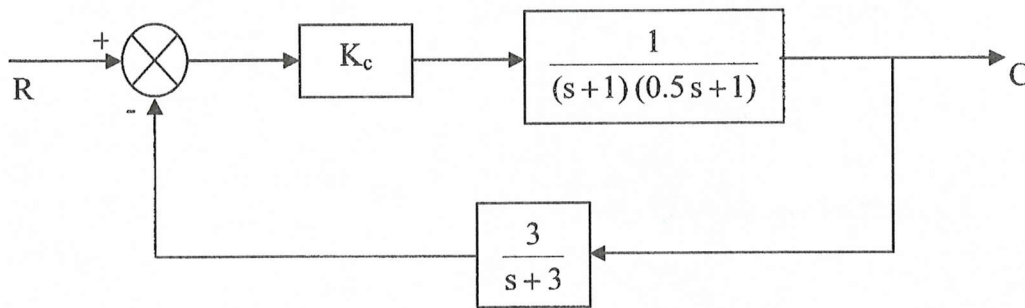 +
R
-
K_c
1
(s+1)(0.5s+1)
C
3
s+3